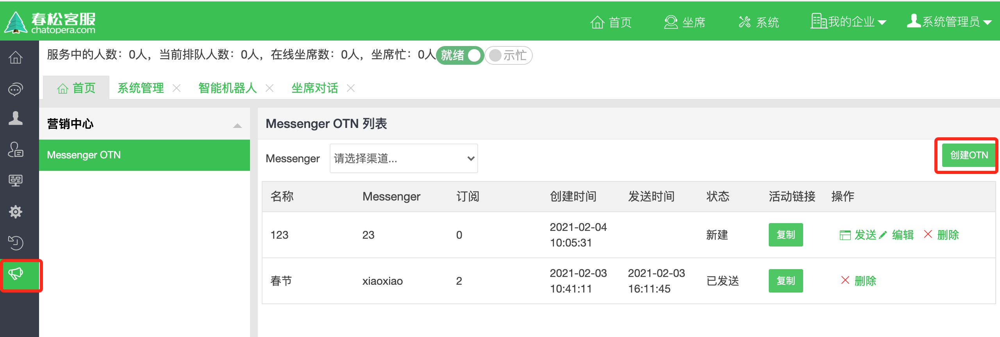 春松客服
chatopera.com
首页 坐席 系统 我的企业 系统管理员
服务中的人数：0人，当前排队人数：0人，在线坐席数：0人，坐席忙：0人 就绪 示忙
首页 系统管理 智能机器人 坐席对话
营销中心
Messenger OTN
Messenger OTN 列表
Messenger 请选择渠道... 创建OTN
名称 Messenger 订阅 创建时间 发送时间 状态 活动链接 操作
123 23 0 2021-02-04 10:05:31 新建 复制 发送 编辑 删除
春节 xiaoxiao 2 2021-02-03 10:41:11 2021-02-03 16:11:45 已发送 复制 删除